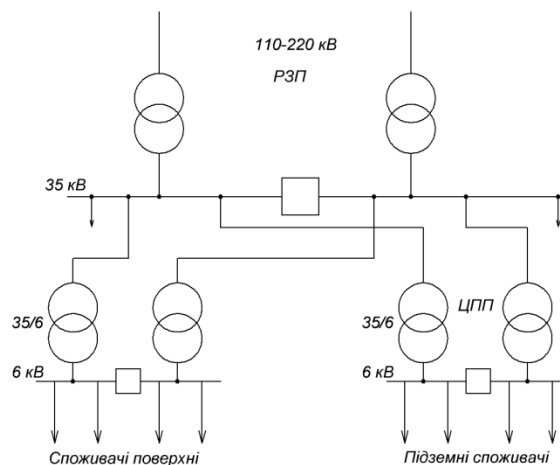 110-220 кВ
РЗП
35 кВ
35/6
35/6
ЦПП
6 кВ
6 кВ
Споживачі поверхні
Підземні споживачі